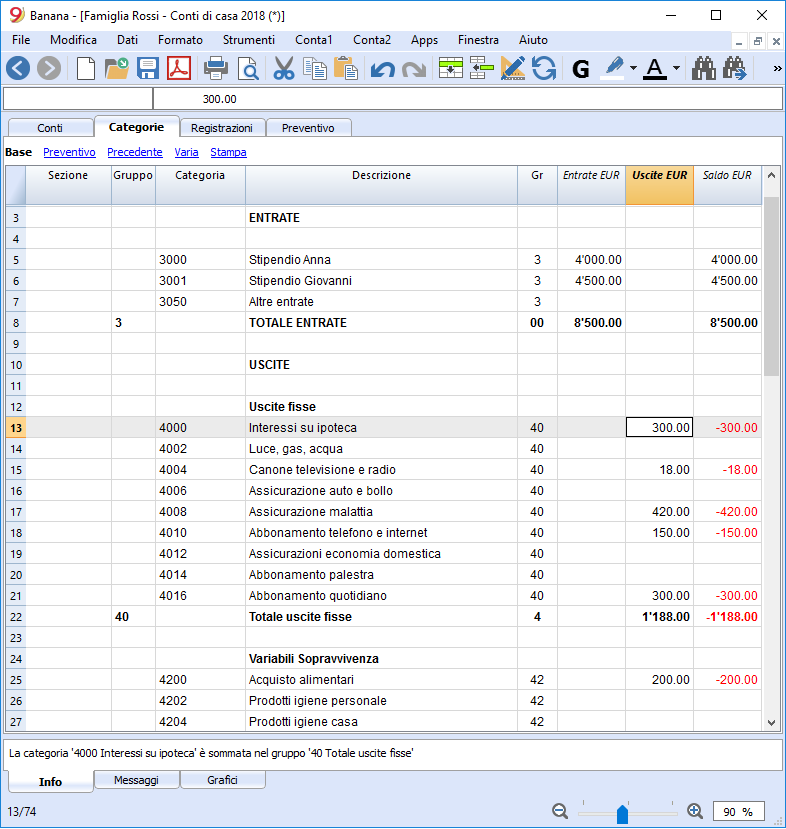 Banana - [Famiglia Rossi - Conti di casa 2018 (*)]
File Modifica Dati Formato Strumenti Conta1 Conta2 Apps Finestra Aiuto
G A »
300.00
Conti Categorie Registrazioni Preventivo
Base Preventivo Precedente Varia Stampa
Sezione Gruppo Categoria Descrizione Gr Entrate EUR Uscite EUR Saldo EUR
3 ENTRATE
4
5 3000 Stipendio Anna 3 4'000.00 4'000.00
6 3001 Stipendio Giovanni 3 4'500.00 4'500.00
7 3050 Altre entrate 3
8 3 TOTALE ENTRATE 00 8'500.00 8'500.00
9
10 USCITE
11
12 Uscite fisse
13 4000 Interessi su ipoteca 40 300.00 -300.00
14 4002 Luce, gas, acqua 40
15 4004 Canone televisione e radio 40 18.00 -18.00
16 4006 Assicurazione auto e bollo 40
17 4008 Assicurazione malattia 40 420.00 -420.00
18 4010 Abbonamento telefono e internet 40 150.00 -150.00
19 4012 Assicurazioni economia domestica 40
20 4014 Abbonamento palestra 40
21 4016 Abbonamento quotidiano 40 300.00 -300.00
22 40 Totale uscite fisse 4 1'188.00 -1'188.00
23
24 Variabili Sopravvivenza
25 4200 Acquisto alimentari 42 200.00 -200.00
26 4202 Prodotti igiene personale 42
27 4204 Prodotti igiene casa 42
La categoria '4000 Interessi su ipoteca' è sommata nel gruppo '40 Totale uscite fisse'
Info Messaggi Grafici
13/74 90 %